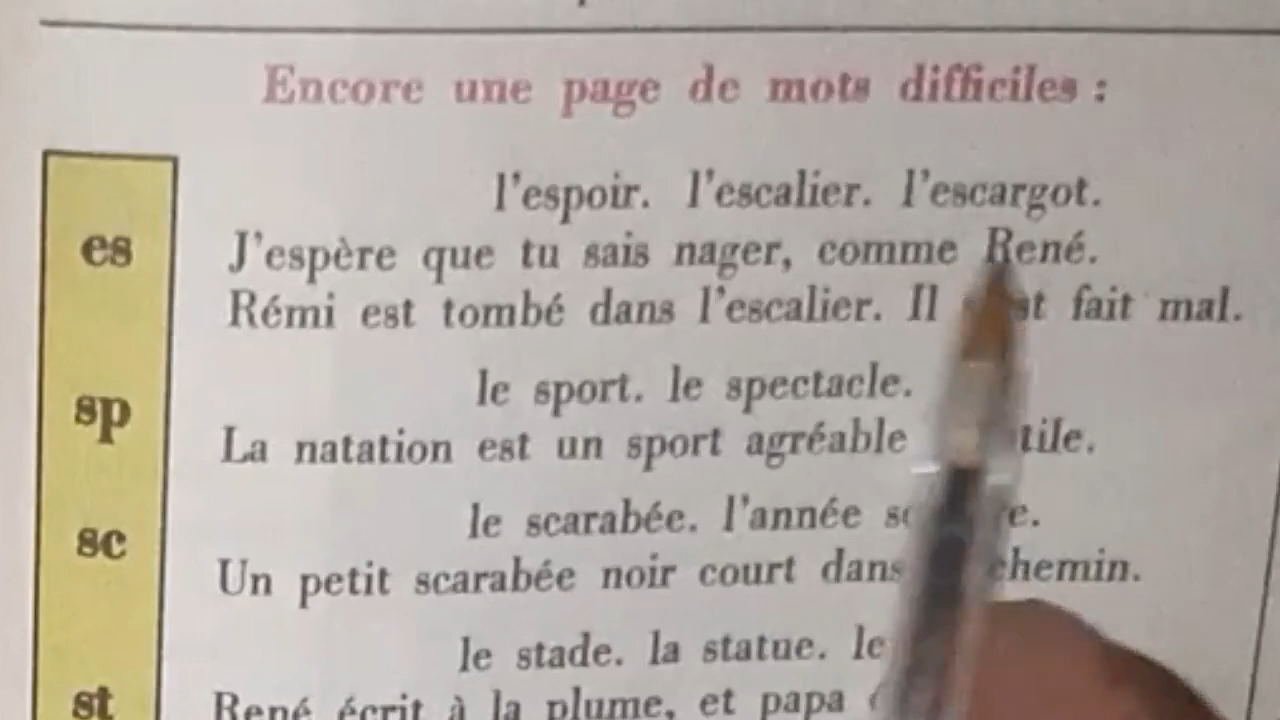 Encore une page de mots difficiles :
l'espoir. l'escalier. l'escargot.
es
J'espère que tu sais nager, comme René.
Rémi est tombé dans l'escalier. Il fait mal.
le sport. le spectacle.
sp
La natation est un sport agréable
le scarabée. l'année
sc
Un petit scarabée noir court dans chemin.
le stade. la statue. le
st
René écrit à la plume, et papa